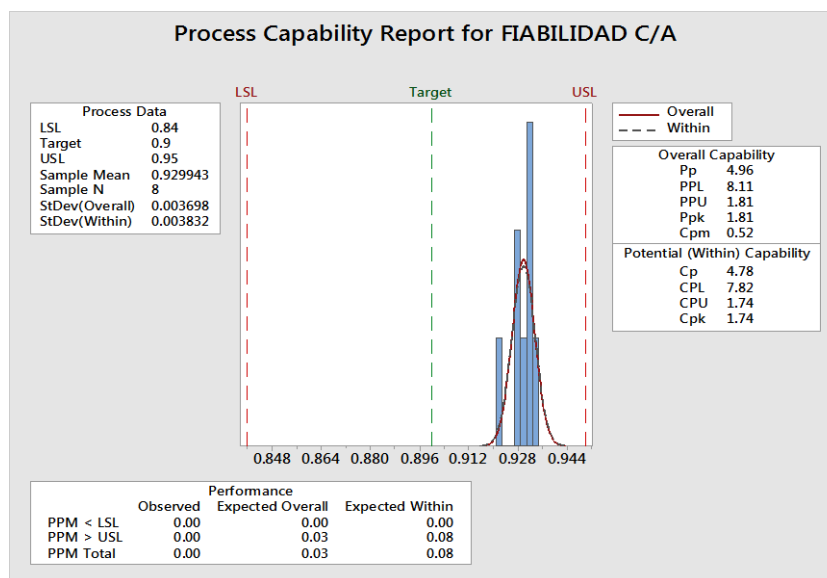 Process Capability Report for FIABILIDAD C/A
LSL Target USL
Process Data
LSL 0.84
Target 0.9
USL 0.95
Sample Mean 0.929943
Sample N 8
StDev(Overall) 0.003698
StDev(Within) 0.003832
Overall
Within
Overall Capability
Pp 4.96
PPL 8.11
PPU 1.81
Ppk 1.81
Cpm 0.52
Potential (Within) Capability
Cp 4.78
CPL 7.82
CPU 1.74
Cpk 1.74
0.848 0.864 0.880 0.896 0.912 0.928 0.944
Performance
Observed Expected Overall Expected Within
PPM < LSL 0.00 0.00 0.00
PPM > USL 0.00 0.03 0.08
PPM Total 0.00 0.03 0.08